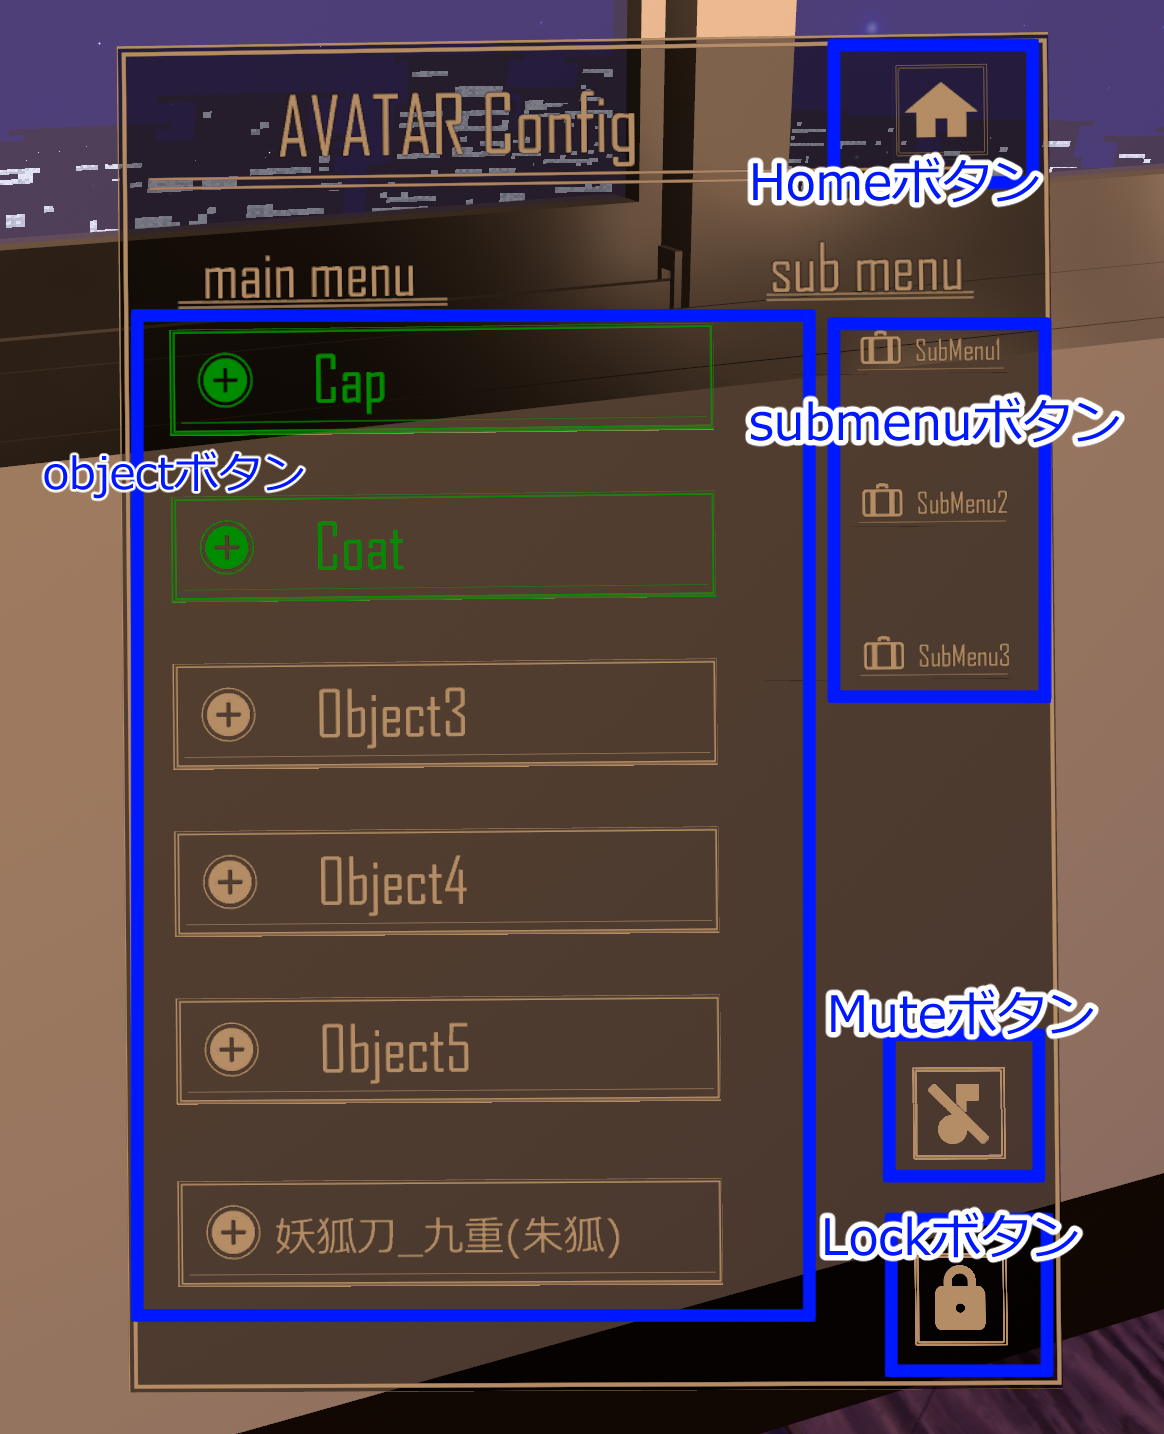 AVATAR Config
Homeボタン
main menu
sub menu
Cap
SubMenu1
submenuボタン
objectボタン
Coat
SubMenu2
Object3
SubMenu3
Object4
Object5
Muteボタン
妖狐刀_九重(朱狐)
Lockボタン